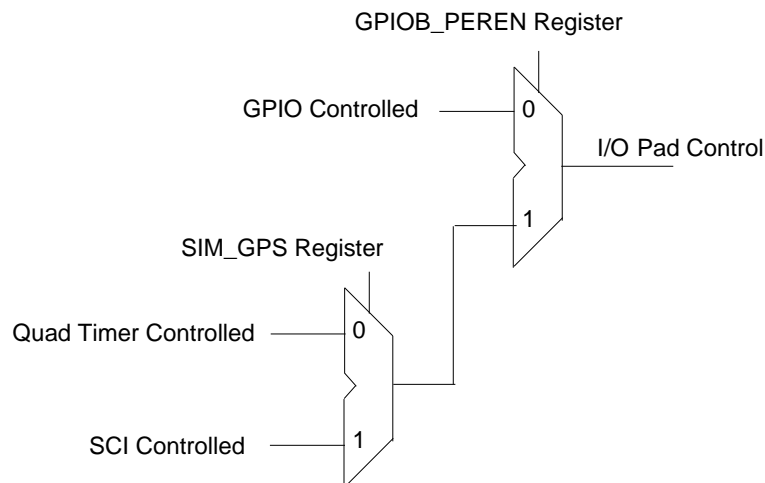 GPIOB_PEREN Register
GPIO Controlled
0
I/O Pad Control
1
SIM_GPS Register
Quad Timer Controlled
0
SCI Controlled
1